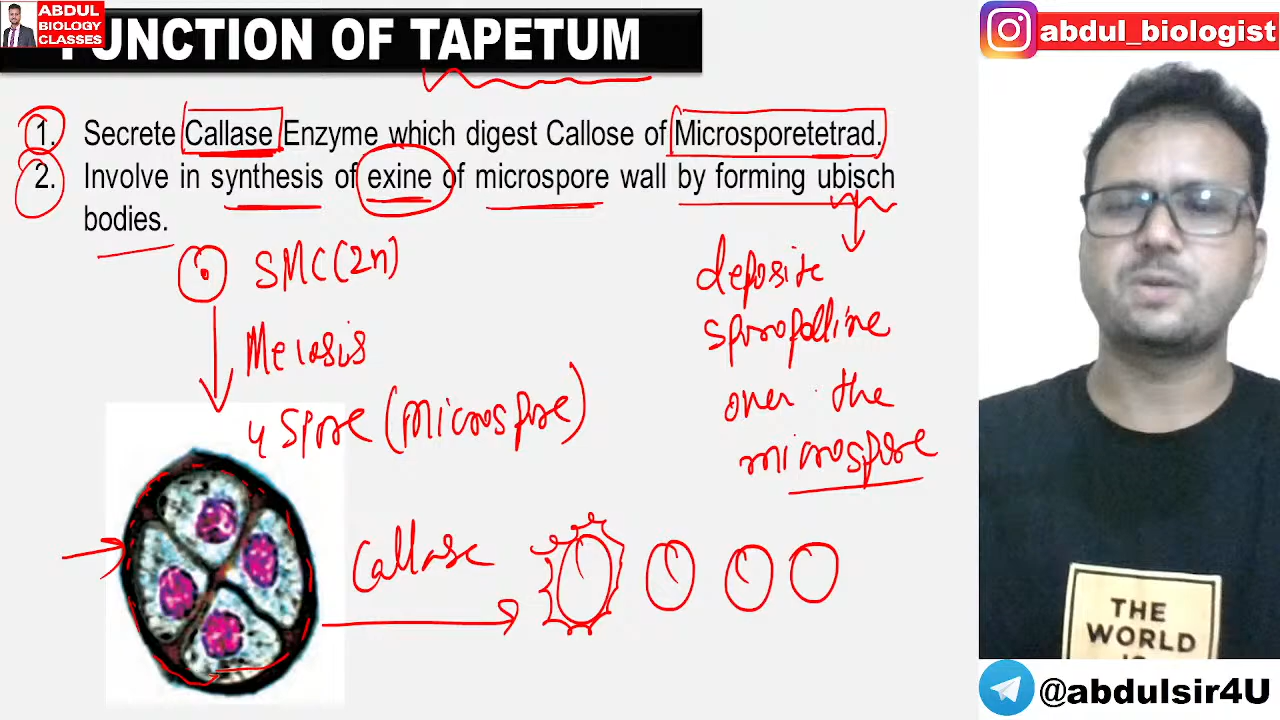 ABDUL
BIOLOGY
CLASSES
FUNCTION OF TAPETUM
abdul_biologist
1. Secrete Callase Enzyme which digest Callose of Microsporetetrad.
2. Involve in synthesis of exine of microspore wall by forming ubisch
bodies.
SMC (2n)
Meiosis
4 Spore (Microspore)
deposite
sporopolline
over the
microspore
Callase
THE
WORLD
@abdulsir4U